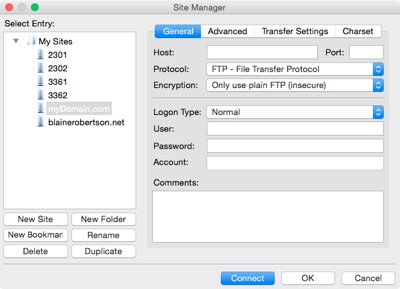 Site Manager
Select Entry:
My Sites
2301
2302
3361
3362
myDomain.com
blainerobertson.net
New Site
New Folder
New Bookmark
Rename
Delete
Duplicate
General
Advanced
Transfer Settings
Charset
Host:
Port:
Protocol:
FTP - File Transfer Protocol
Encryption:
Only use plain FTP (insecure)
Logon Type:
Normal
User:
Password:
Account:
Comments:
Connect
OK
Cancel